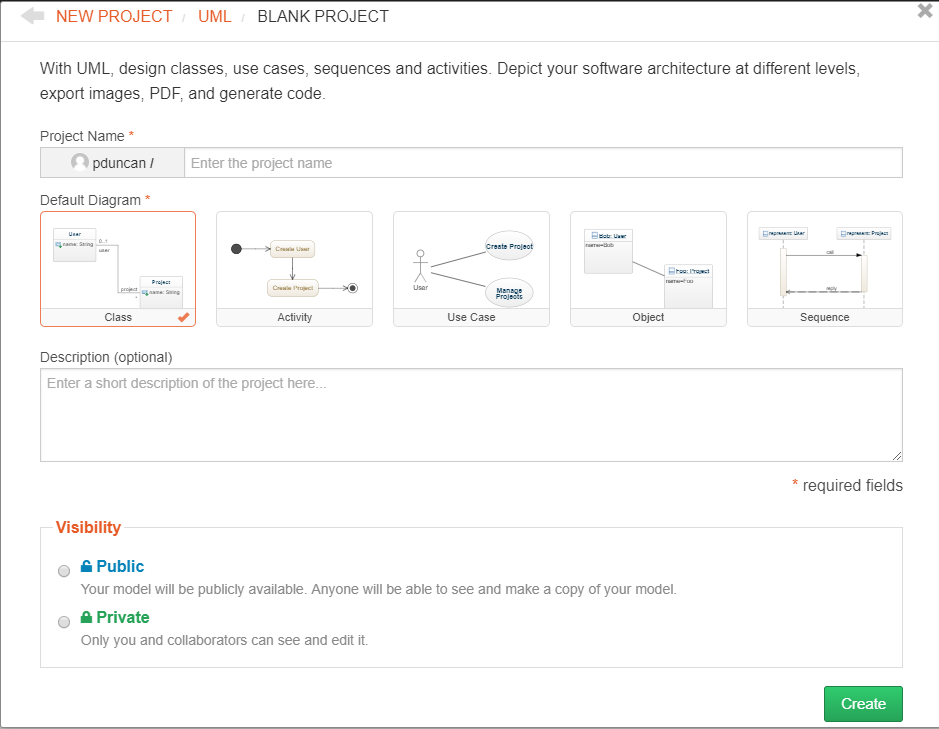 NEW PROJECT / UML / BLANK PROJECT
With UML, design classes, use cases, sequences and activities. Depict your software architecture at different levels,
export images, PDF, and generate code.
Project Name *
pduncan /
Enter the project name
Default Diagram *
User
name: String
0..1
user
project
*
Project
name: String
Class
Create User
Create Project
Activity
User
Create Project
Manage
Projects
Use Case
Bob: User
name=Bob
Foo: Project
name=Foo
Object
represent: User
represent: Project
call
reply
Sequence
Description (optional)
Enter a short description of the project here...
* required fields
Visibility
Public
Your model will be publicly available. Anyone will be able to see and make a copy of your model.
Private
Only you and collaborators can see and edit it.
Create